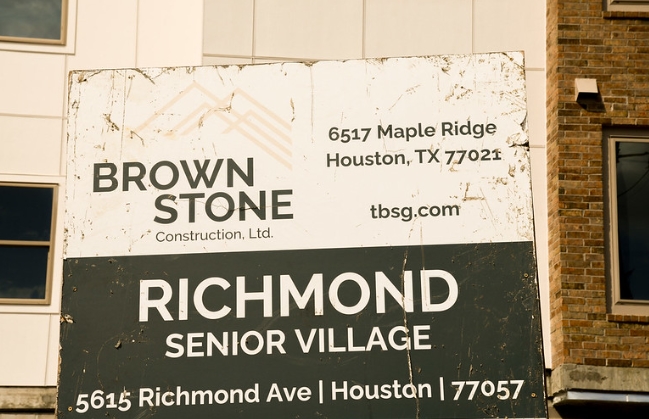 BROWN
STONE
Construction, Ltd.
6517 Maple Ridge
Houston, TX 77021
tbsg.com
RICHMOND
SENIOR VILLAGE
5615 Richmond Ave | Houston | 77057